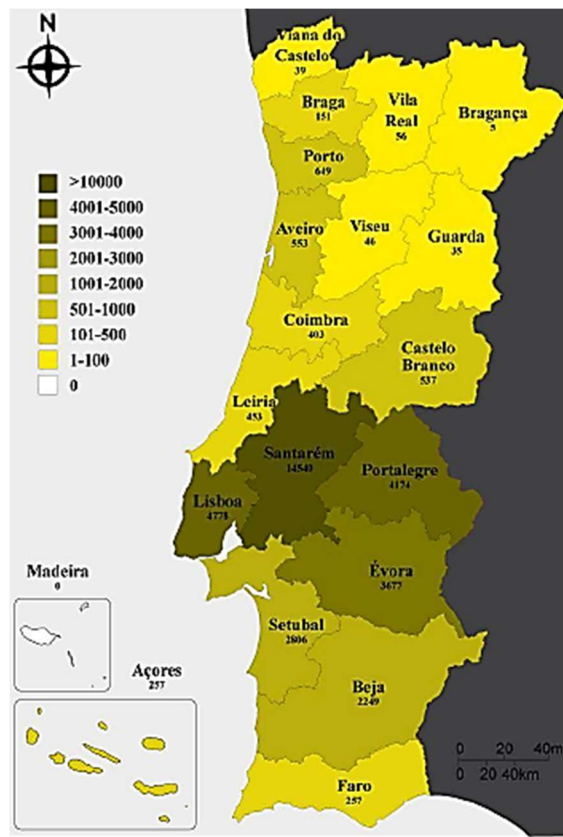 N
Viana do
Castelo
39
Braga
151
Vila
Real
56
Bragança
5
Porto
649
>10000
4001-5000
3001-4000
2001-3000
1001-2000
501-1000
101-500
1-100
0
Aveiro
553
Viseu
46
Guarda
35
Coimbra
403
Castelo
Branco
537
Leiria
453
Santarém
14540
Portalegre
4174
Lisboa
4778
Évora
3677
Madeira
0
Setubal
2806
Açores
257
Beja
2249
0 20 40m
0 20 40km
Faro
257